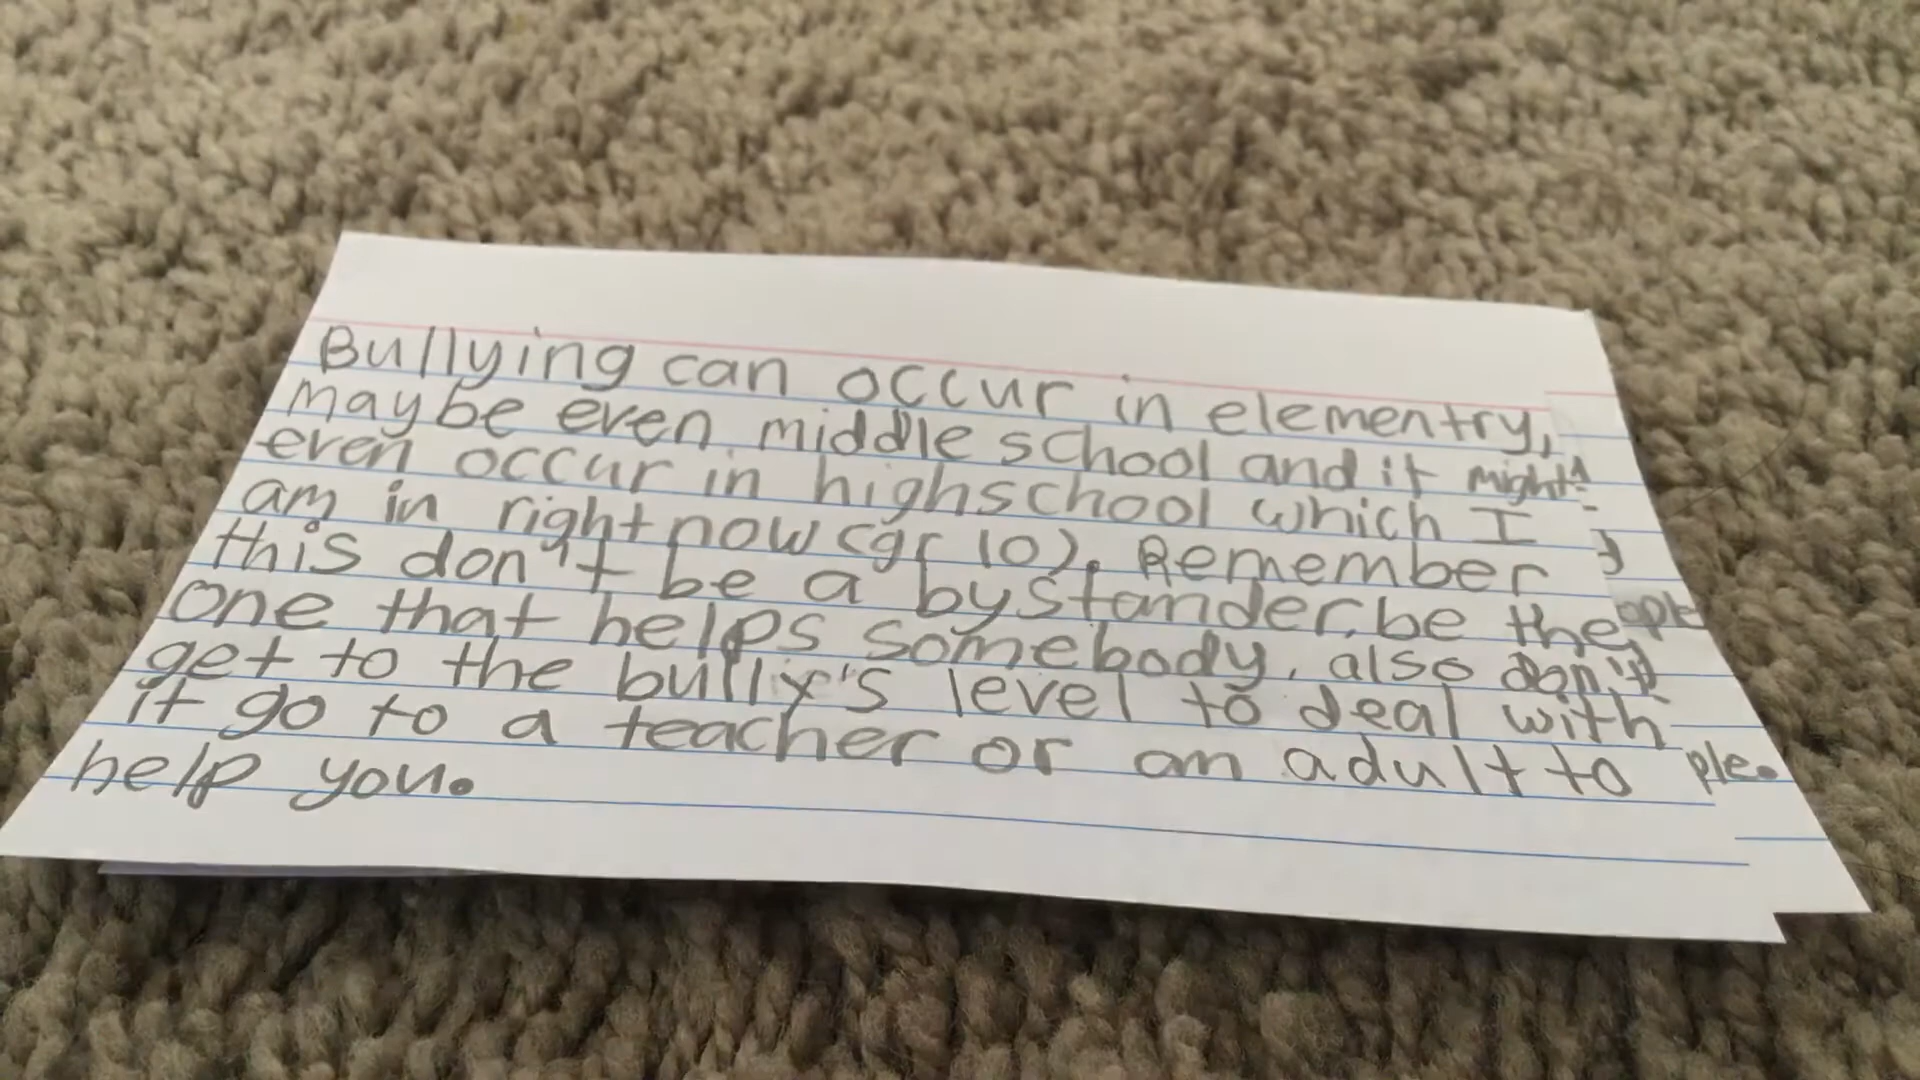 Bullying can occur in elementry,
maybe even middle school and it might
even occur in highschool which I
am in right now (gr 10). Remember
this don't be a bystander, be the
one that helps somebody, also don't
get to the bully's level to deal with
it go to a teacher or an adult to
help you.
ple.